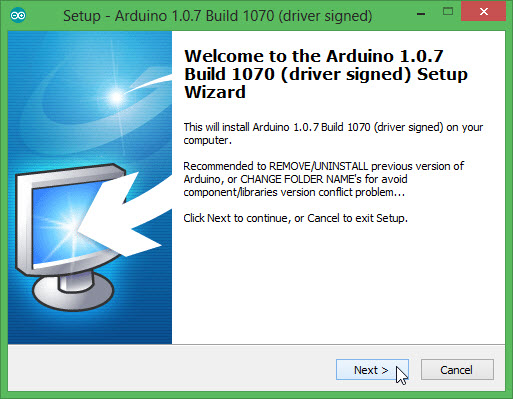 Setup - Arduino 1.0.7 Build 1070 (driver signed)
Welcome to the Arduino 1.0.7
Build 1070 (driver signed) Setup
Wizard
This will install Arduino 1.0.7 Build 1070 (driver signed) on your
computer.
Recommended to REMOVE/UNINSTALL previous version of
Arduino, or CHANGE FOLDER NAME's for avoid
component/libraries version conflict problem...
Click Next to continue, or Cancel to exit Setup.
Next >
Cancel